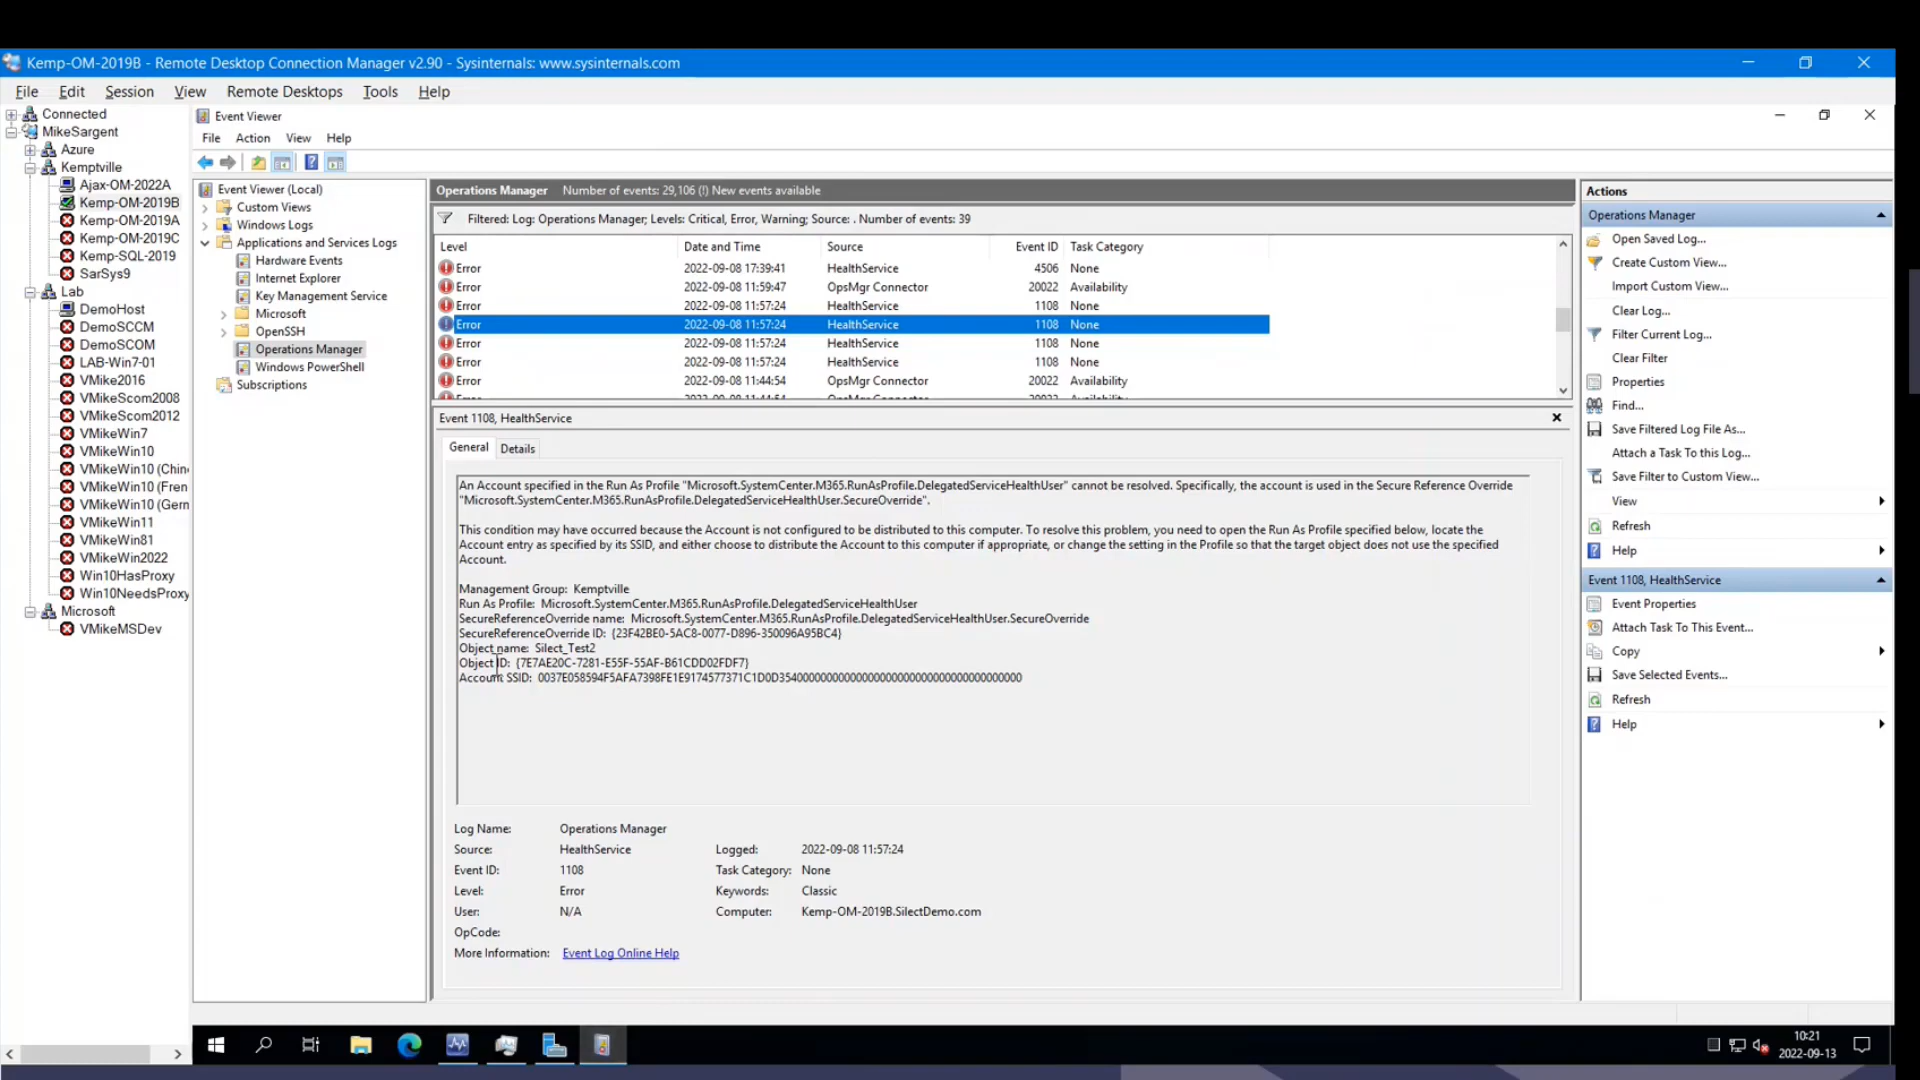 Kemp-OM-2019B - Remote Desktop Connection Manager v2.90 - Sysinternals: www.sysinternals.com
File Edit Session View Remote Desktops Tools Help
Connected
MikeSargent
Azure
Kemptville
Ajax-OM-2022A
Kemp-OM-2019B
Kemp-OM-2019A
Kemp-OM-2019C
Kemp-SQL-2019
SarSys9
Lab
DemoHost
DemoSCCM
DemoSCOM
LAB-Win7-01
VMike2016
VMikeScom2008
VMikeScom2012
VMikeWin7
VMikeWin10
VMikeWin10 (Chin
VMikeWin10 (Fren
VMikeWin10 (Germ
VMikeWin11
VMikeWin81
VMikeWin2022
Win10HasProxy
Win10NeedsProxy
Microsoft
VMikeMSDev
Event Viewer
File Action View Help
Event Viewer (Local)
Custom Views
Windows Logs
Applications and Services Logs
Hardware Events
Internet Explorer
Key Management Service
Microsoft
OpenSSH
Operations Manager
Windows PowerShell
Subscriptions
Operations Manager Number of events: 29,106 (!) New events available
Filtered: Log: Operations Manager; Levels: Critical, Error, Warning; Source: . Number of events: 39
Level Date and Time Source Event ID Task Category
Error 2022-09-08 17:39:41 HealthService 4506 None
Error 2022-09-08 11:59:47 OpsMgr Connector 20022 Availability
Error 2022-09-08 11:57:24 HealthService 1108 None
Error 2022-09-08 11:57:24 HealthService 1108 None
Error 2022-09-08 11:57:24 HealthService 1108 None
Error 2022-09-08 11:57:24 HealthService 1108 None
Error 2022-09-08 11:44:54 OpsMgr Connector 20022 Availability
Event 1108, HealthService
General Details
An Account specified in the Run As Profile "Microsoft.SystemCenter.M365.RunAsProfile.DelegatedServiceHealthUser" cannot be resolved. Specifically, the account is used in the Secure Reference Override
"Microsoft.SystemCenter.M365.RunAsProfile.DelegatedServiceHealthUser.SecureOverride".
This condition may have occurred because the Account is not configured to be distributed to this computer. To resolve this problem, you need to open the Run As Profile specified below, locate the
Account entry as specified by its SSID, and either choose to distribute the Account to this computer if appropriate, or change the setting in the Profile so that the target object does not use the specified
Account.
Management Group: Kemptville
Run As Profile: Microsoft.SystemCenter.M365.RunAsProfile.DelegatedServiceHealthUser
SecureReferenceOverride name: Microsoft.SystemCenter.M365.RunAsProfile.DelegatedServiceHealthUser.SecureOverride
SecureReferenceOverride ID: {23F42BE0-5AC8-0077-D896-350096A95BC4}
Object name: Silect_Test2
Object ID: {7E7AE20C-7281-E55F-55AF-B61CDD02FDF7}
Account SSID:
Log Name: Operations Manager
Source: HealthService Logged: 2022-09-08 11:57:24
Event ID: 1108 Task Category: None
Level: Error Keywords: Classic
User: N/A Computer: Kemp-OM-2019B.SilectDemo.com
OpCode:
More Information: Event Log Online Help
Actions
Operations Manager
Open Saved Log...
Create Custom View...
Import Custom View...
Clear Log...
Filter Current Log...
Clear Filter
Properties
Find...
Save Filtered Log File As...
Attach a Task To this Log...
Save Filter to Custom View...
View
Refresh
Help
Event 1108, HealthService
Event Properties
Attach Task To This Event...
Copy
Save Selected Events...
Refresh
Help
10:21
2022-09-13